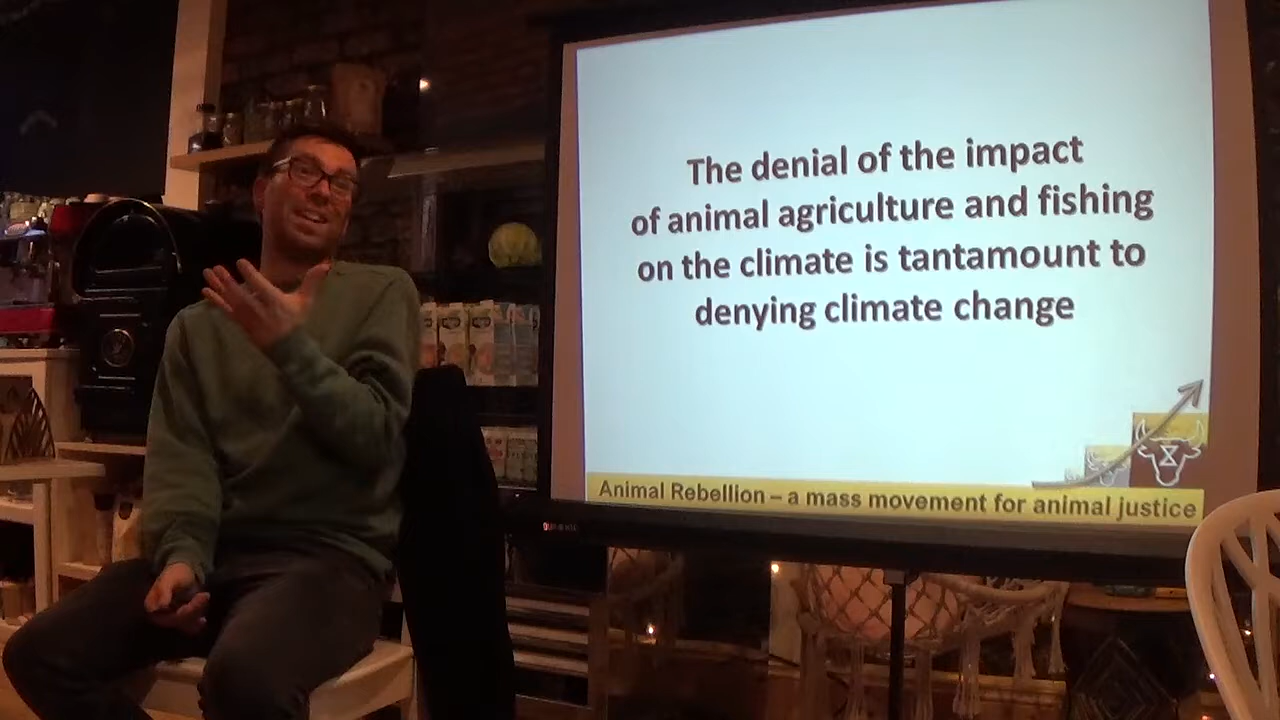 The denial of the impact
of animal agriculture and fishing
on the climate is tantamount to
denying climate change
Animal Rebellion – a mass movement for animal justice